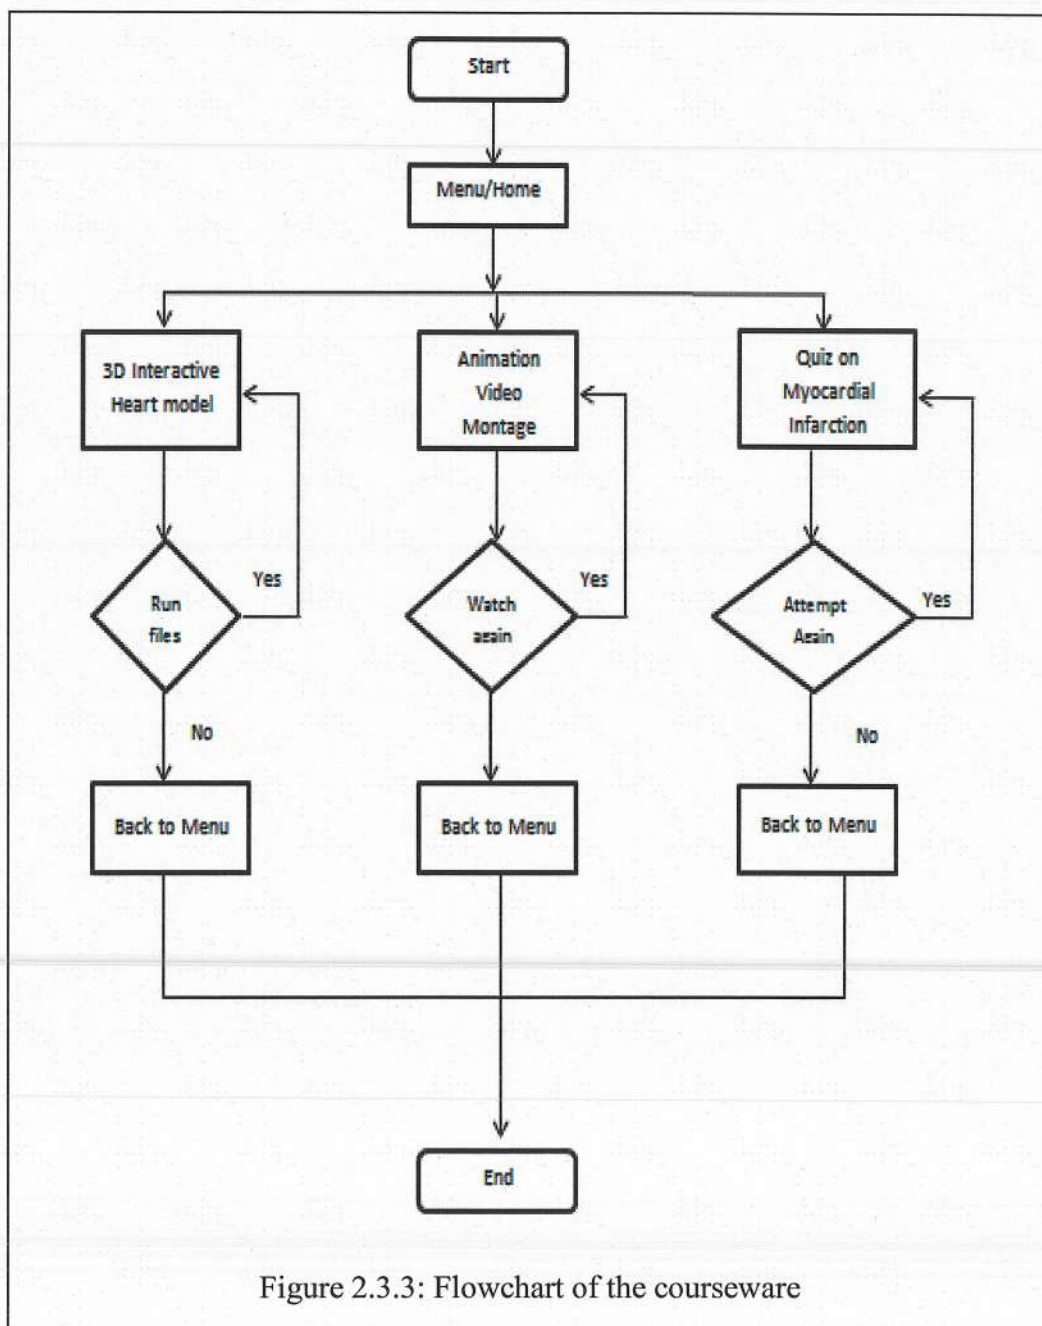 Start
Menu/Home
3D Interactive
Heart model
Animation
Video
Montage
Quiz on
Myocardial
Infarction
Run
files
Yes
Watch
again
Yes
Attempt
Again
Yes
No
No
Back to Menu
Back to Menu
Back to Menu
End
Figure 2.3.3: Flowchart of the courseware